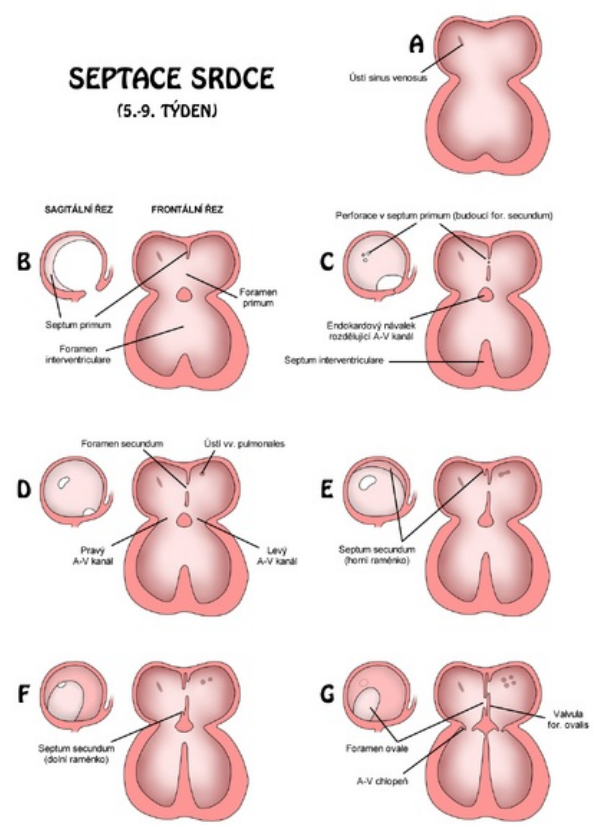 SEPTACE SRDCE
(5.-9. TÝDEN)
A
Ústí sinus venosus
SAGITÁLNÍ ŘEZ
FRONTÁLNÍ ŘEZ
B
Foramen
primum
Septum primum
Foramen
interventriculare
C
Perforace v septum primum (budoucí for. secundum)
Endokardový návalek
rozdělující A-V kanál
Septum interventriculare
D
Foramen secundum
Ústí vv. pulmonales
Pravý
A-V kanál
Levý
A-V kanál
E
Septum secundum
(horní raménko)
F
Septum secundum
(dolní raménko)
G
Foramen ovale
Valvula
for. ovalis
A-V chlopeň